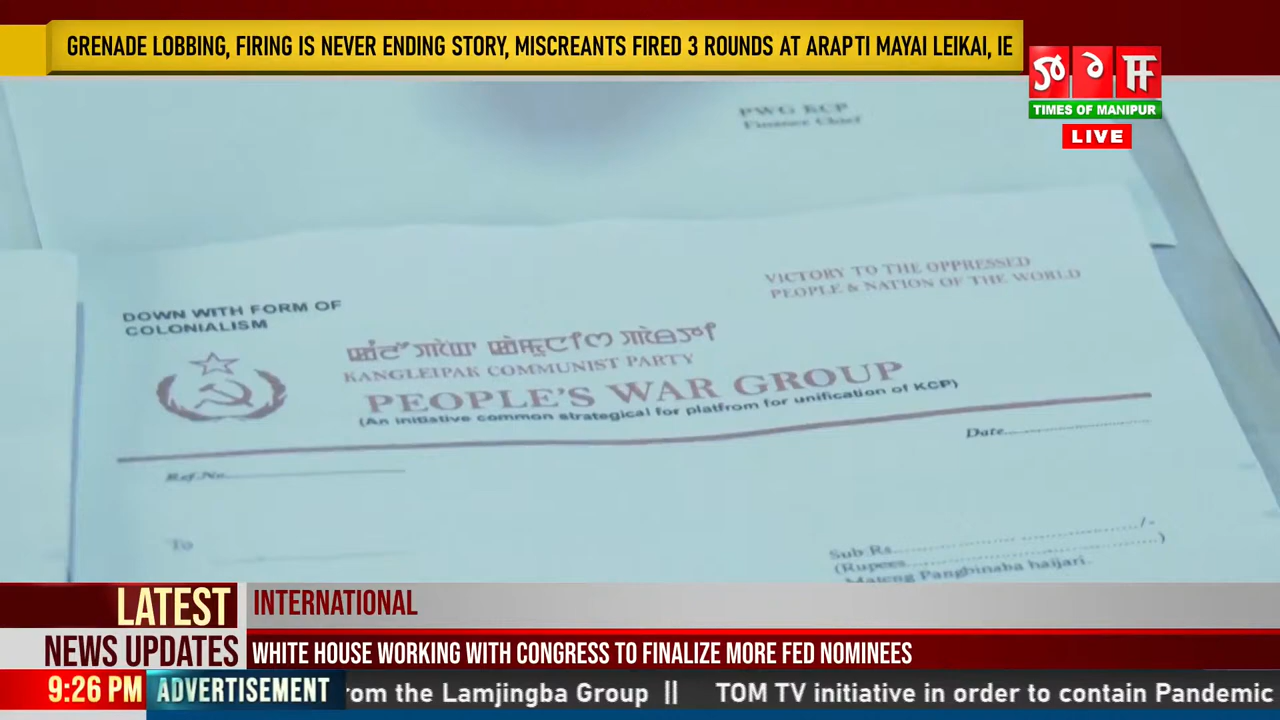 GRENADE LOBBING, FIRING IS NEVER ENDING STORY, MISCREANTS FIRED 3 ROUNDS AT ARAPTI MAYAI LEIKAI, IE
TIMES OF MANIPUR
LIVE
PWG KCP
Finance Chief
VICTORY TO THE OPPRESSED
PEOPLE & NATION OF THE WORLD
DOWN WITH FORM OF
COLONIALISM
KANGLEIPAK COMMUNIST PARTY
PEOPLE'S WAR GROUP
(An initiative common strategical for platfrom for unification of KCP)
Date
Ref.No
To
Sub Rs. /-
(Rupees )
Mateng Pangbinaba haijari.
LATEST
NEWS UPDATES
INTERNATIONAL
WHITE HOUSE WORKING WITH CONGRESS TO FINALIZE MORE FED NOMINEES
9:26 PM
ADVERTISEMENT
rom the Lamjingba Group || TOM TV initiative in order to contain Pandemic